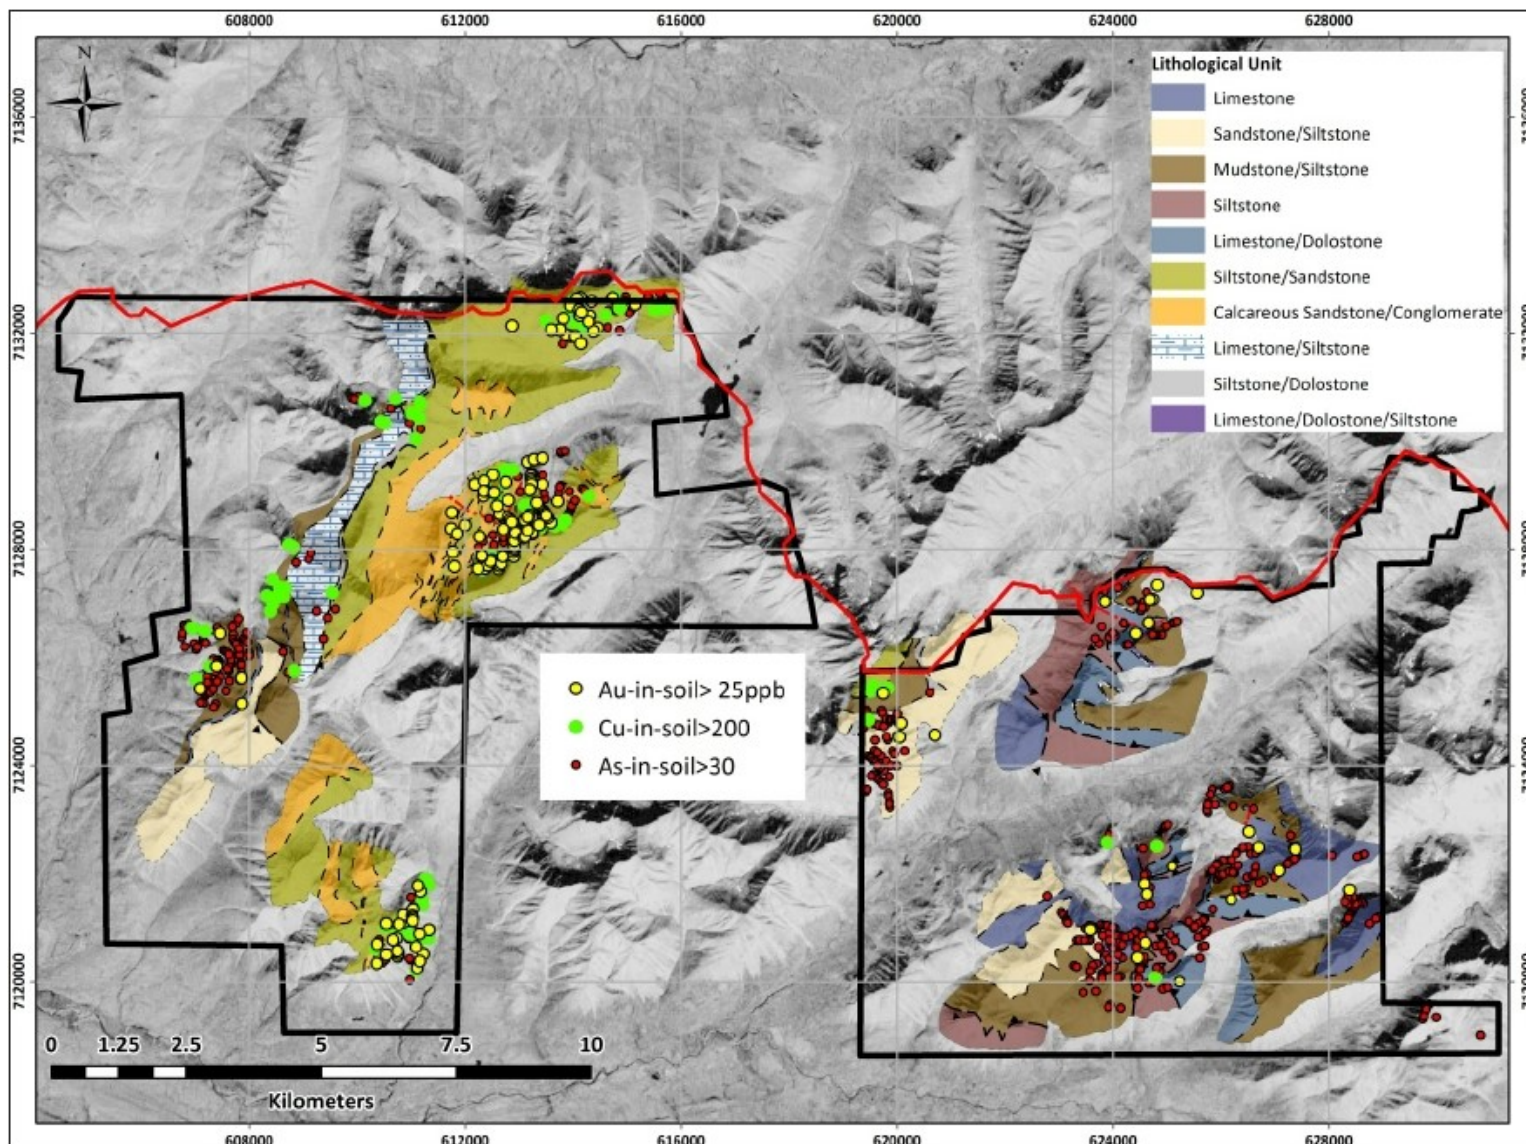 608000 612000 616000 620000 624000 628000
N
Lithological Unit
Limestone
Sandstone/Siltstone
Mudstone/Siltstone
Siltstone
Limestone/Dolostone
Siltstone/Sandstone
Calcareous Sandstone/Conglomerate
Limestone/Siltstone
Siltstone/Dolostone
Limestone/Dolostone/Siltstone
7136000
7132000
7128000
7124000
7120000
Au-in-soil> 25ppb
Cu-in-soil>200
As-in-soil>30
0 1.25 2.5 5 7.5 10
Kilometers
608000 612000 616000 620000 624000 628000